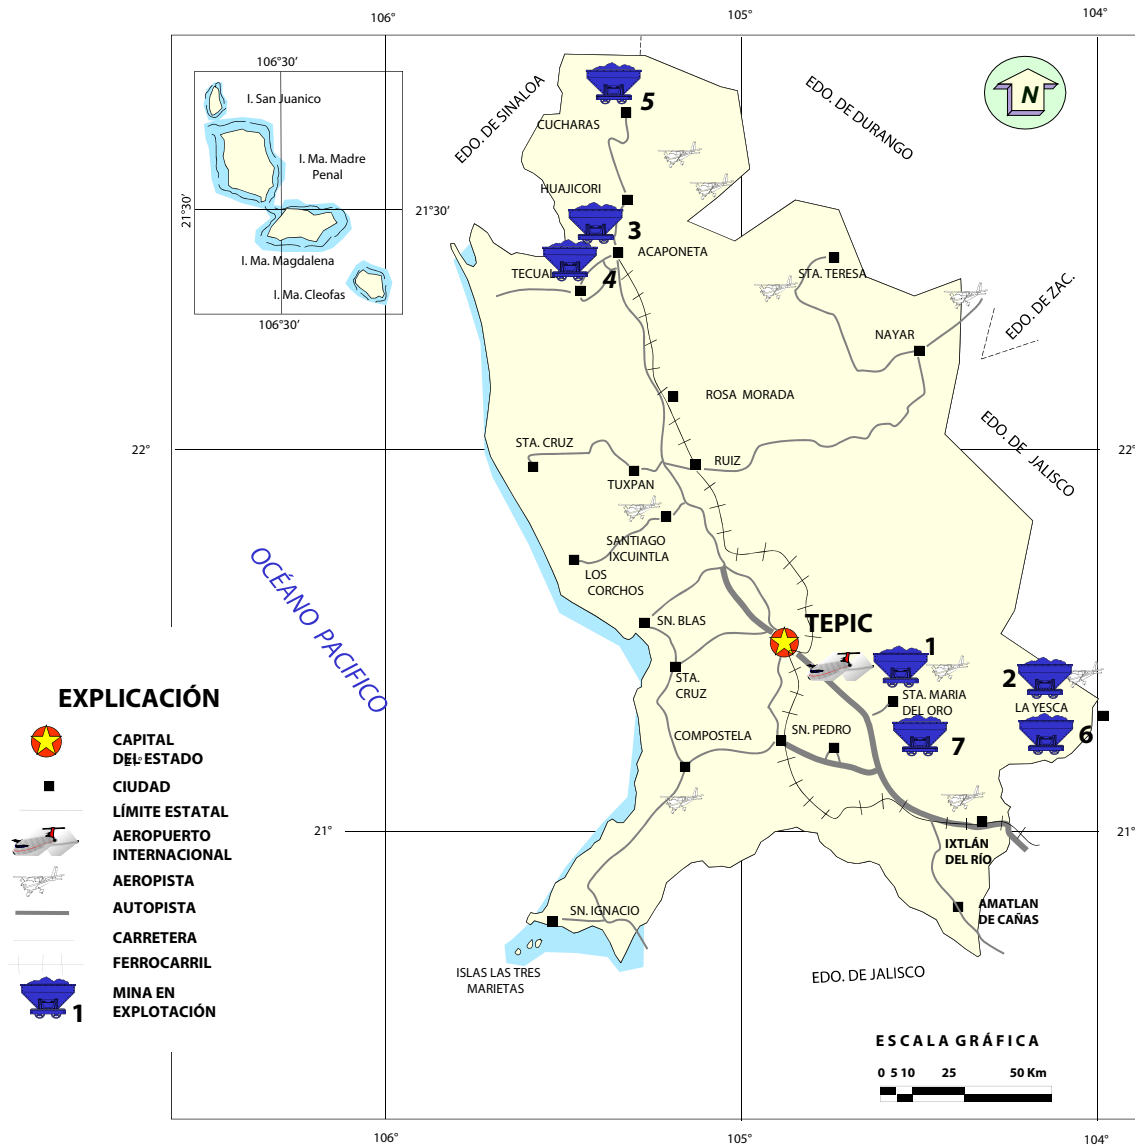 106°
105°
104°
106°30′
I. San Juanico
I. Ma. Madre
Penal
21°30′
21°30′
I. Ma. Magdalena
I. Ma. Cleofas
106°30′
EDO. DE SINALOA
EDO. DE DURANGO
N
5
CUCHARAS
HUAJICORI
3
ACAPONETA
TECUAL
4
STA. TERESA
EDO. DE ZAC.
NAYAR
ROSA MORADA
EDO. DE JALISCO
22°
22°
STA. CRUZ
RUIZ
TUXPAN
SANTIAGO
IXCUINTLA
LOS
CORCHOS
OCÉANO PACIFICO
SN. BLAS
TEPIC
1
STA.
CRUZ
STA. MARIA
DEL ORO
2
LA YESCA
6
7
SN. PEDRO
COMPOSTELA
21°
21°
IXTLÁN
DEL RÍO
AMATLAN
DE CAÑAS
SN. IGNACIO
ISLAS LAS TRES
MARIETAS
EDO. DE JALISCO
EXPLICACIÓN
CAPITAL
DEL ESTADO
CIUDAD
LÍMITE ESTATAL
AEROPUERTO
INTERNACIONAL
AEROPISTA
AUTOPISTA
CARRETERA
FERROCARRIL
MINA EN
EXPLOTACIÓN
1
ESCALA GRÁFICA
0 5 10 25 50 Km
106°
105°
104°